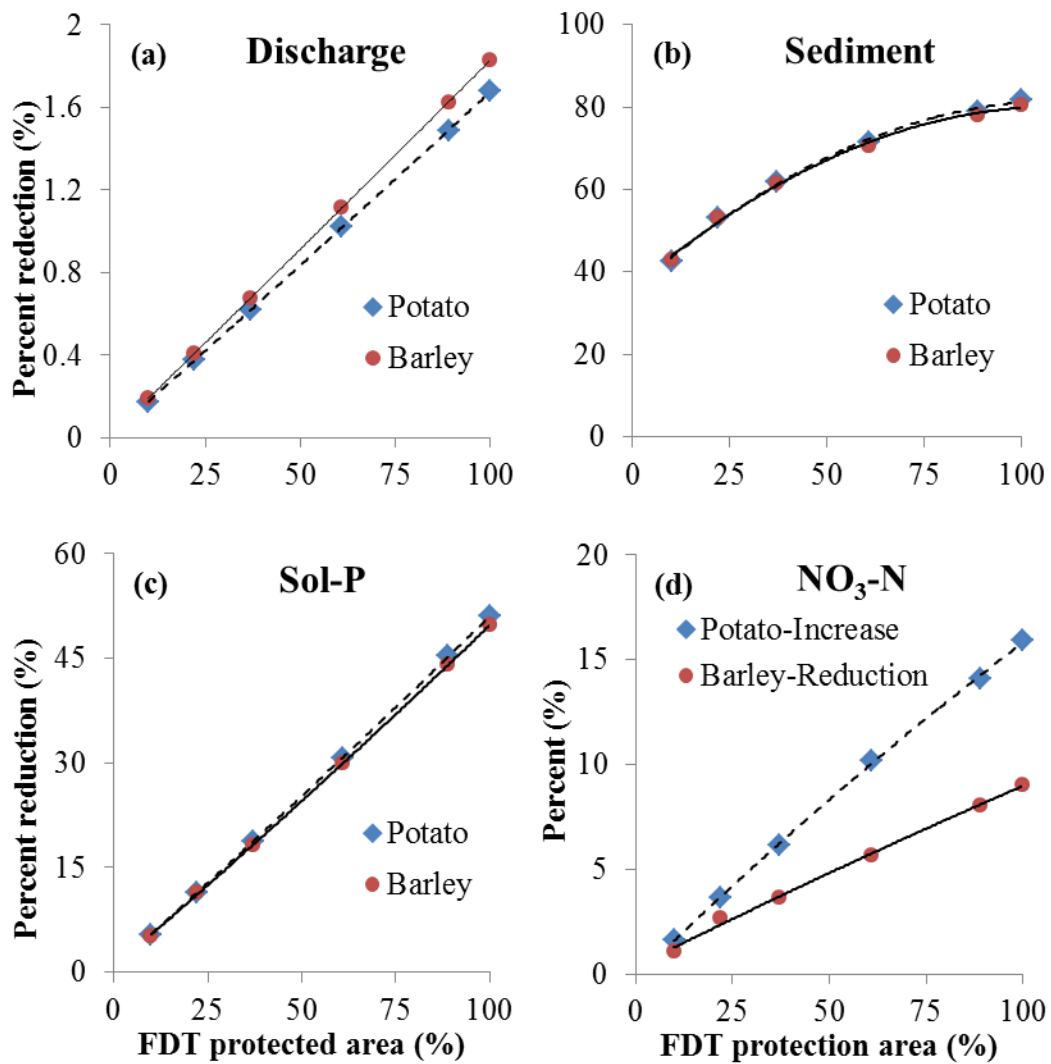 (a) Discharge
Percent redection (%)
2
1.6
1.2
0.8
0.4
0
0 25 50 75 100
Potato
Barley
(b) Sediment
100
80
60
40
20
0
0 25 50 75 100
Potato
Barley
(c) Sol-P
Percent reduction (%)
60
45
30
15
0
0 25 50 75 100
Potato
Barley
FDT protected area (%)
(d) NO₃-N
Percent (%)
20
15
10
5
0
0 25 50 75 100
Potato-Increase
Barley-Reduction
FDT protection area (%)